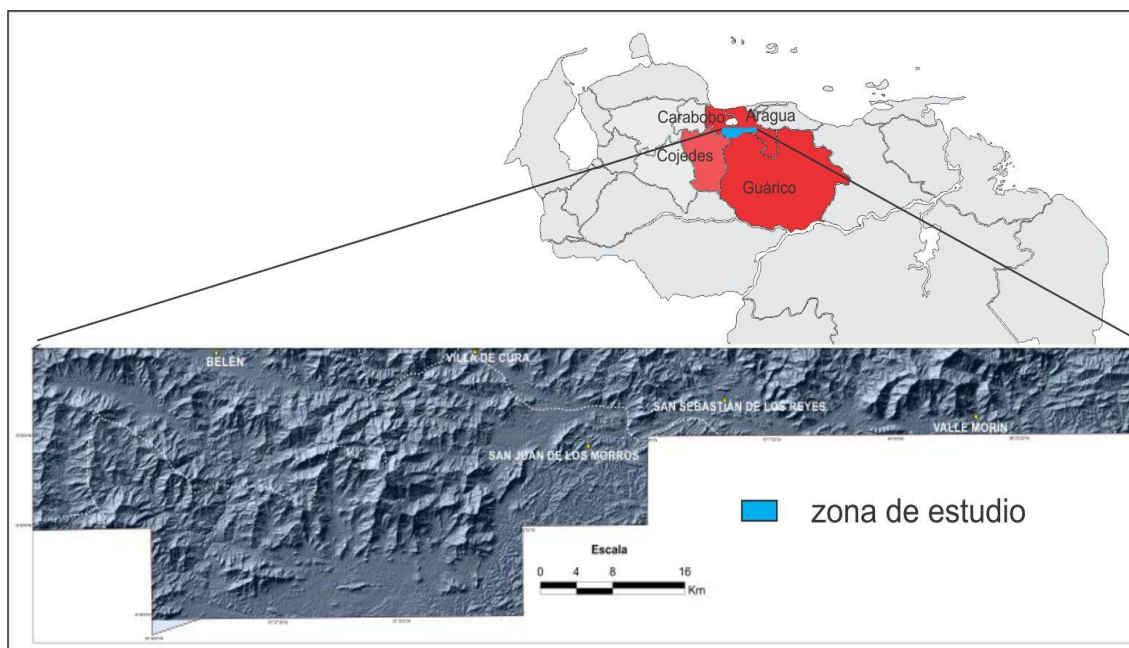 Carabobo
Aragua
Cojedes
Guárico
BELÉN
VILLA DE CURA
SAN SEBASTIÁN DE LOS REYES
VALLE MORÍN
SAN JUAN DE LOS MORROS
zona de estudio
Escala
0 4 8 16
Km